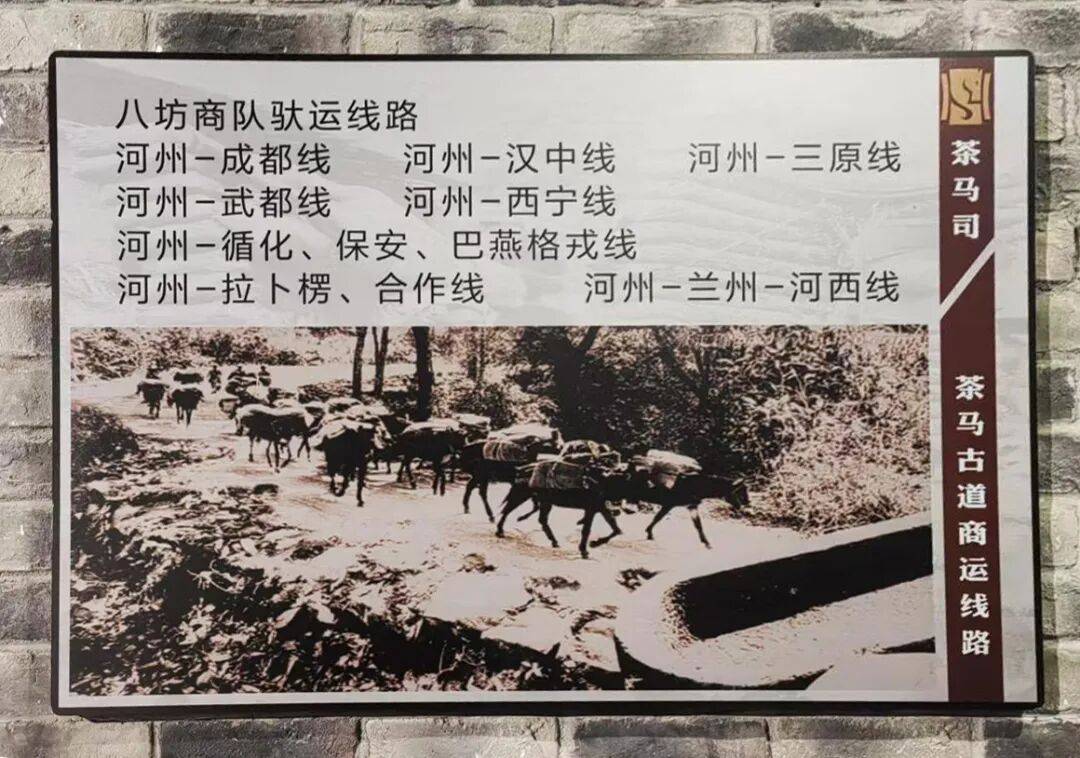 八坊商队驮运线路
河州-成都线 河州-汉中线 河州-三原线
河州-武都线 河州-西宁线
河州-循化、保安、巴燕格戎线
河州-拉卜楞、合作线 河州-兰州-河西线
茶马司
茶马古道商运线路